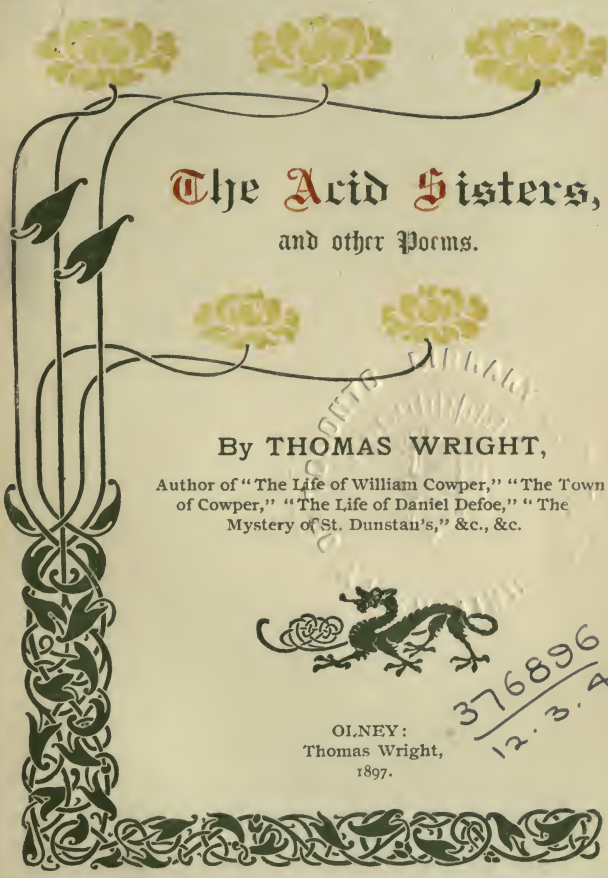 The Acid Sisters,
and other Poems.
By THOMAS WRIGHT,
Author of "The Life of William Cowper," "The Town
of Cowper," "The Life of Daniel Defoe," "The
Mystery of St. Dunstan's," &c., &c.
OLNEY:
Thomas Wright,
1897.
376896
12.3.4